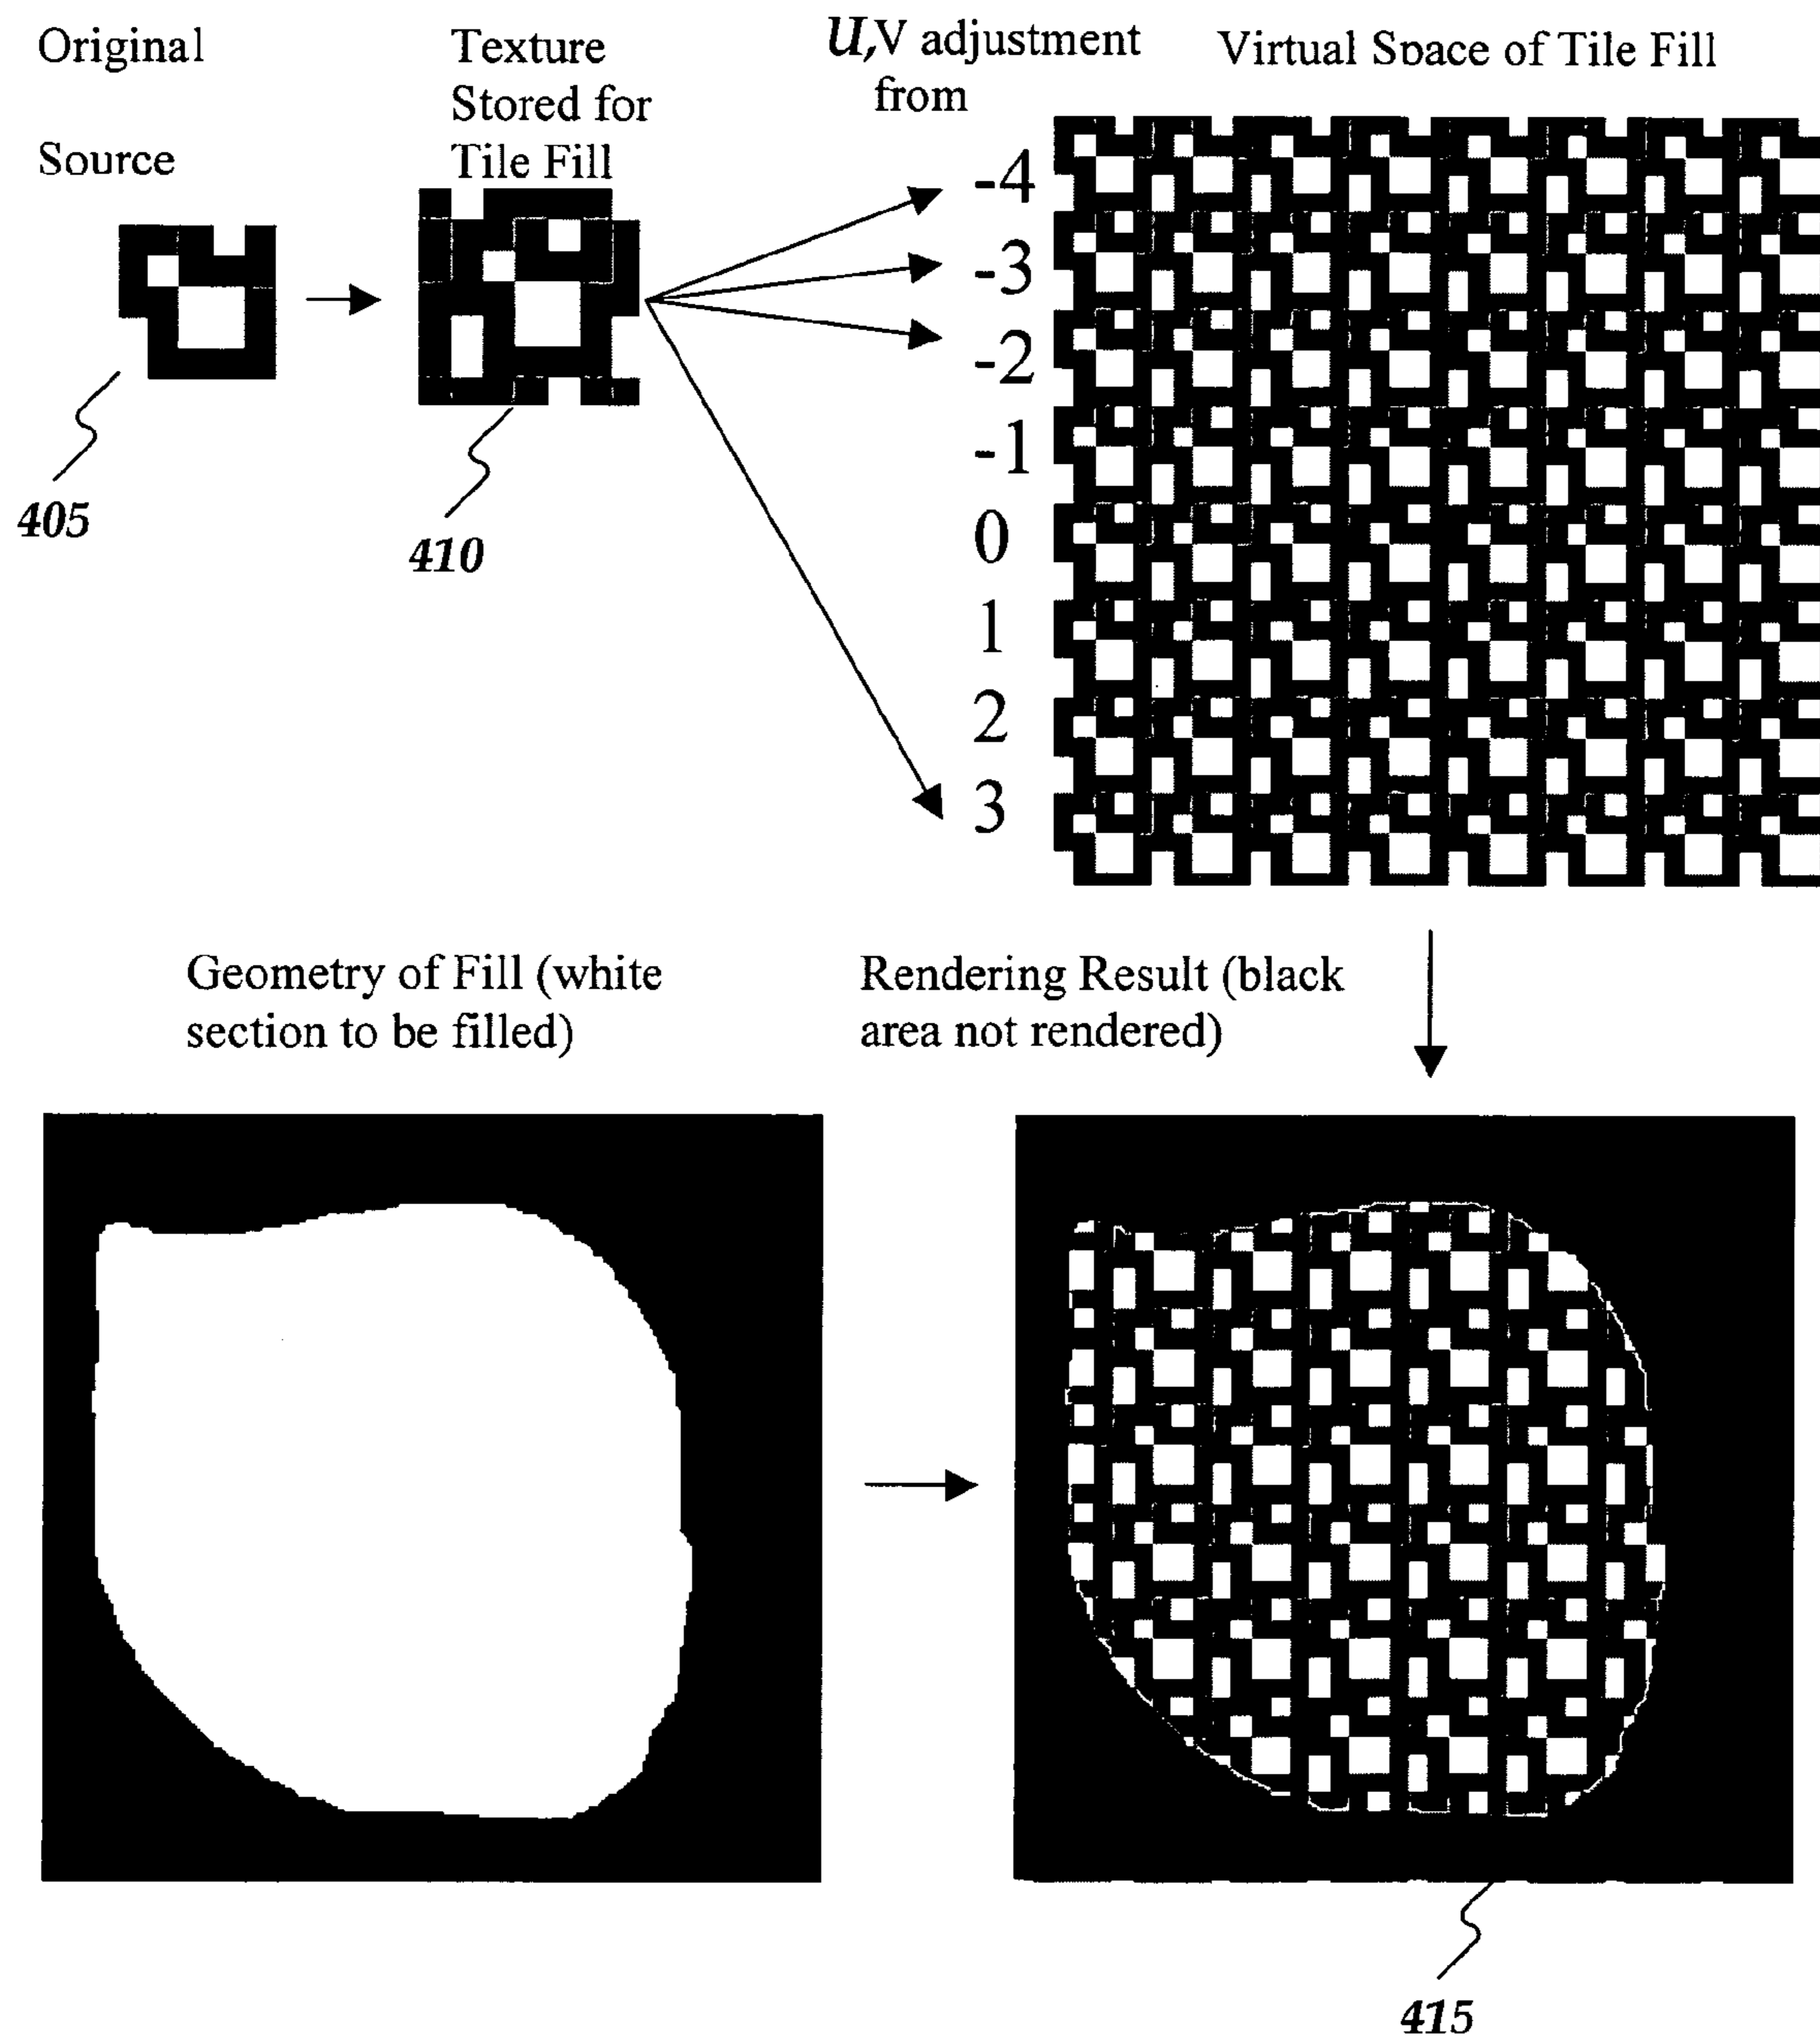 Original
Source
Texture
Stored for
Tile Fill
U,V adjustment
from
Virtual Space of Tile Fill
-4
-3
-2
-1
0
1
2
3
405
410
Geometry of Fill (white
section to be filled)
Rendering Result (black
area not rendered)
415